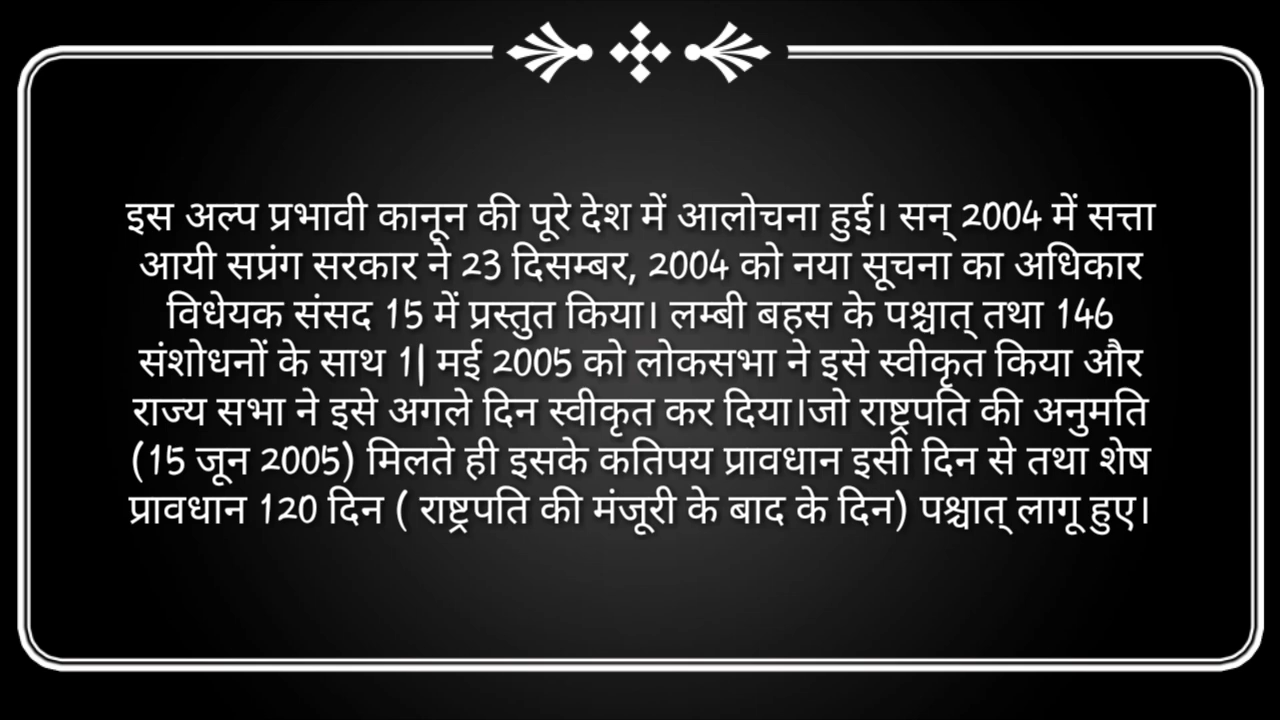 इस अल्प प्रभावी कानून की पूरे देश में आलोचना हुई। सन् 2004 में सत्ता
आयी सप्रंग सरकार ने 23 दिसम्बर, 2004 को नया सूचना का अधिकार
विधेयक संसद 15 में प्रस्तुत किया। लम्बी बहस के पश्चात् तथा 146
संशोधनों के साथ 1| मई 2005 को लोकसभा ने इसे स्वीकृत किया और
राज्य सभा ने इसे अगले दिन स्वीकृत कर दिया।जो राष्ट्रपति की अनुमति
(15 जून 2005) मिलते ही इसके कतिपय प्रावधान इसी दिन से तथा शेष
प्रावधान 120 दिन ( राष्ट्रपति की मंजूरी के बाद के दिन) पश्चात् लागू हुए।